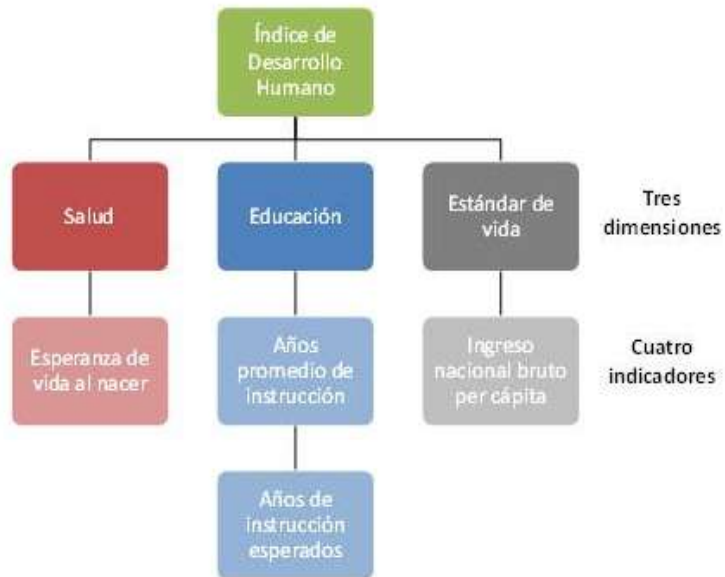 Índice de
Desarrollo
Humano
Salud
Educación
Estándar de
vida
Tres
dimensiones
Esperanza de
vida al nacer
Años
promedio de
instrucción
Ingreso
nacional bruto
per cápita
Cuatro
indicadores
Años de
instrucción
esperados